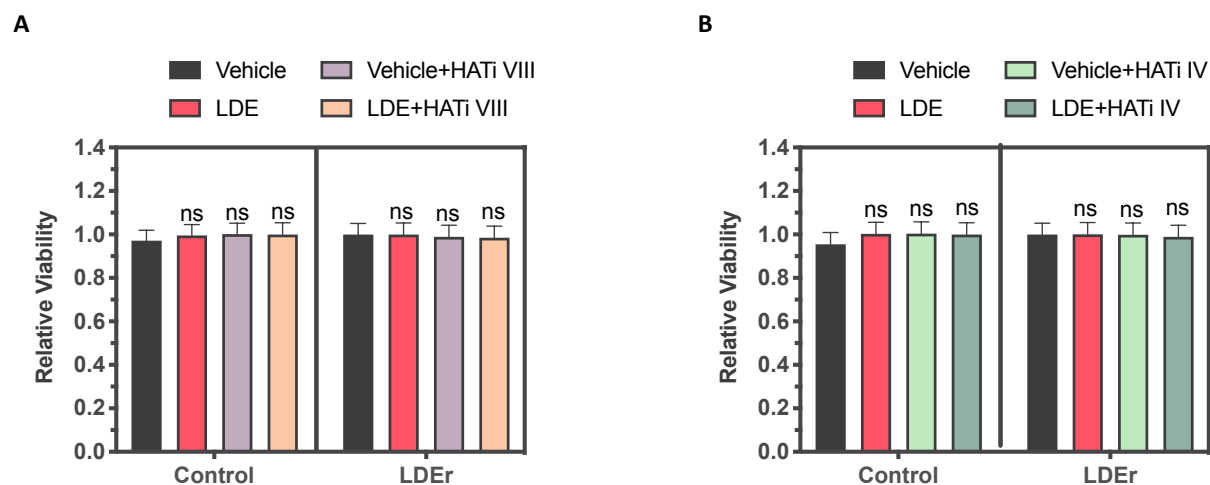 A
Vehicle Vehicle+HATi VIII
LDE LDE+HATi VIII
Relative Viability
1.4
1.2
1.0
0.8
0.6
0.4
0.2
0.0
ns ns ns
ns ns ns
Control LDEr
B
Vehicle Vehicle+HATi IV
LDE LDE+HATi IV
Relative Viability
1.4
1.2
1.0
0.8
0.6
0.4
0.2
0.0
ns ns ns
ns ns ns
Control LDEr